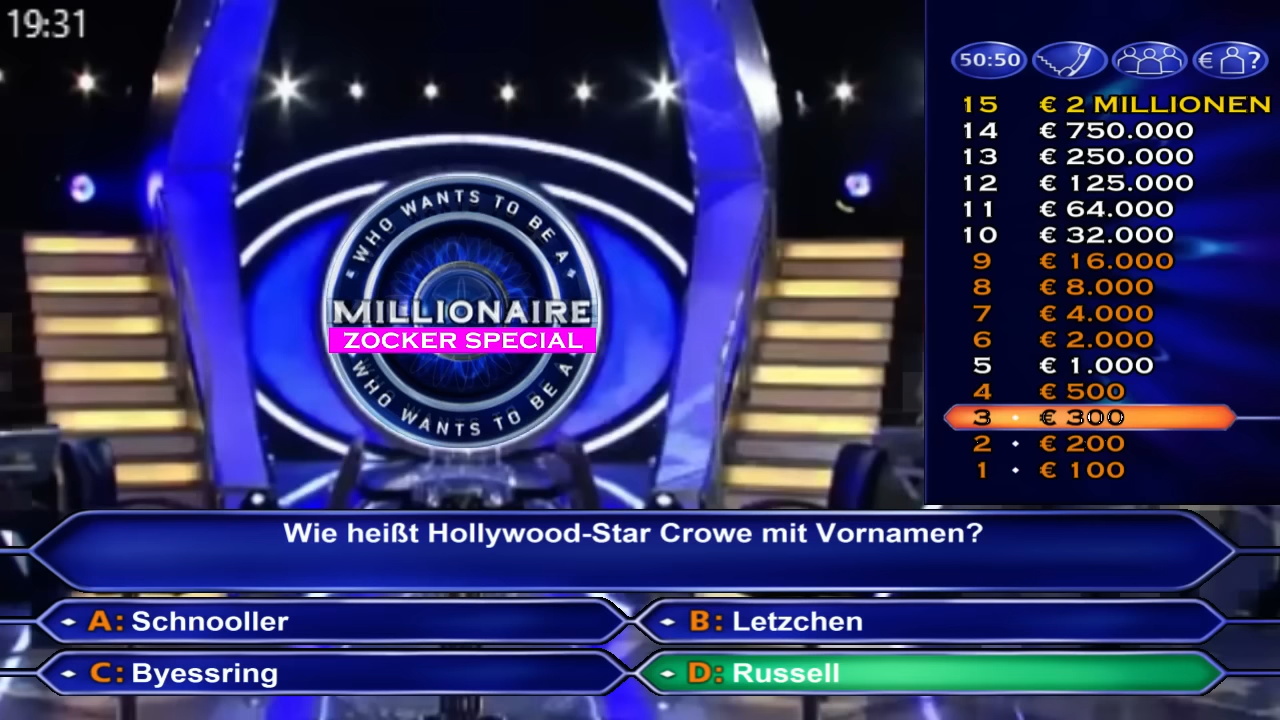 19:31
50:50
€ ?
15 € 2 MILLIONEN
14 € 750.000
13 € 250.000
12 € 125.000
11 € 64.000
10 € 32.000
9 € 16.000
8 € 8.000
7 € 4.000
6 € 2.000
5 € 1.000
4 € 500
3 € 300
2 € 200
1 € 100
WHO WANTS TO BE A
MILLIONAIRE
ZOCKER SPECIAL
WHO WANTS TO BE A
Wie heißt Hollywood-Star Crowe mit Vornamen?
A: Schnooller
B: Letzchen
C: Byessring
D: Russell